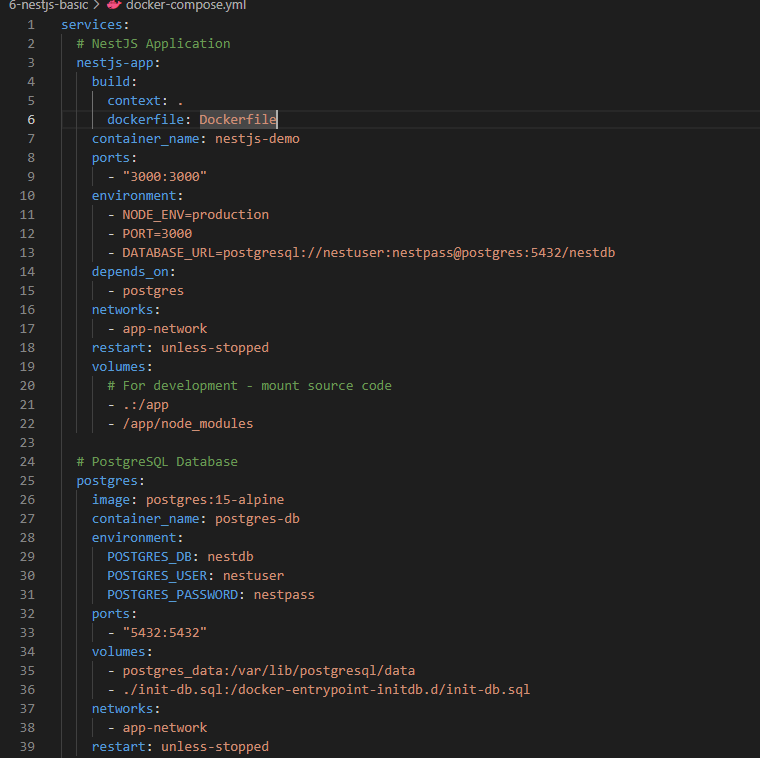 6-nestjs-basic > docker-compose.yml
1 services:
2   # NestJS Application
3   nestjs-app:
4     build:
5       context: .
6       dockerfile: Dockerfile
7     container_name: nestjs-demo
8     ports:
9       - "3000:3000"
10     environment:
11       - NODE_ENV=production
12       - PORT=3000
13       - DATABASE_URL=postgresql://nestuser:nestpass@postgres:5432/nestdb
14     depends_on:
15       - postgres
16     networks:
17       - app-network
18     restart: unless-stopped
19     volumes:
20       # For development - mount source code
21       - .:/app
22       - /app/node_modules
23
24   # PostgreSQL Database
25   postgres:
26     image: postgres:15-alpine
27     container_name: postgres-db
28     environment:
29       POSTGRES_DB: nestdb
30       POSTGRES_USER: nestuser
31       POSTGRES_PASSWORD: nestpass
32     ports:
33       - "5432:5432"
34     volumes:
35       - postgres_data:/var/lib/postgresql/data
36       - ./init-db.sql:/docker-entrypoint-initdb.d/init-db.sql
37     networks:
38       - app-network
39     restart: unless-stopped